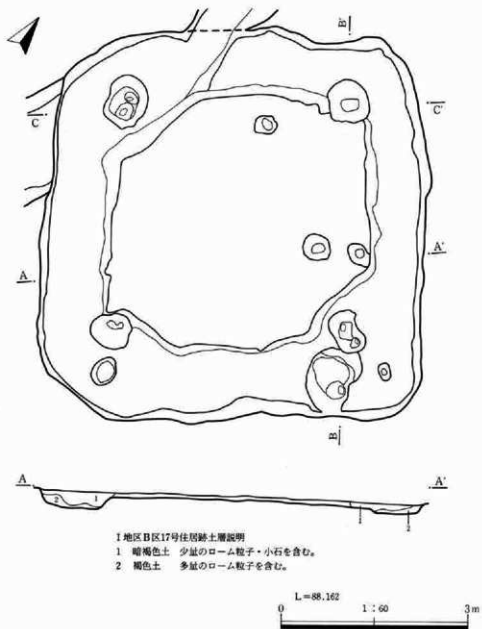 B'
C
C'
A
A'
B
A
A'
2 1
1
2
I地区B区17号住居跡土層説明
1 暗褐色土 少量のローム粒子・小石を含む。
2 褐色土 多量のローム粒子を含む。
L=88.162
0 1:60 3m